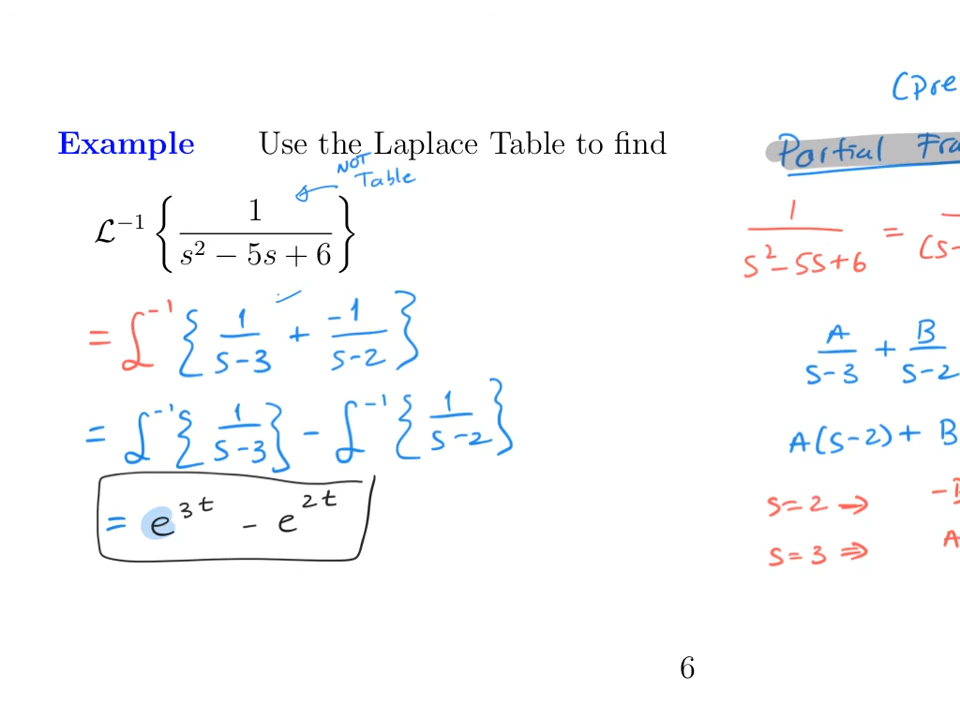 (pre
Example Use the Laplace Table to find
NOT
Table
ℒ⁻¹ { 1 / (s² − 5s + 6) }
= ℒ⁻¹ { 1/(s-3) + -1/(s-2) }
= ℒ⁻¹ { 1/(s-3) } - ℒ⁻¹ { 1/(s-2) }
= e^{3t} - e^{2t}
Partial Fra
1 / (s²-5s+6) = (s-
A/(s-3) + B/(s-2)
A(s-2) + B
s=2 ⇒ -B
s=3 ⇒ A
6